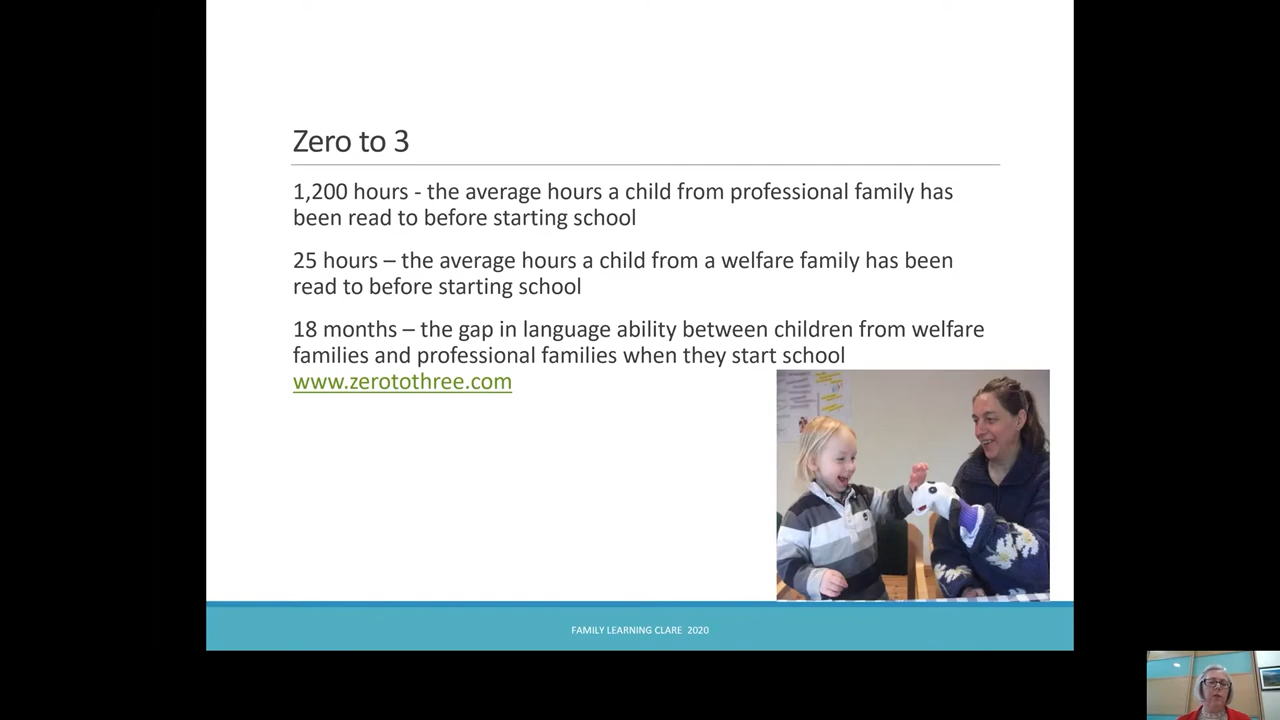 Zero to 3
1,200 hours - the average hours a child from professional family has
been read to before starting school
25 hours – the average hours a child from a welfare family has been
read to before starting school
18 months – the gap in language ability between children from welfare
families and professional families when they start school
www.zerotothree.com
FAMILY LEARNING CLARE 2020